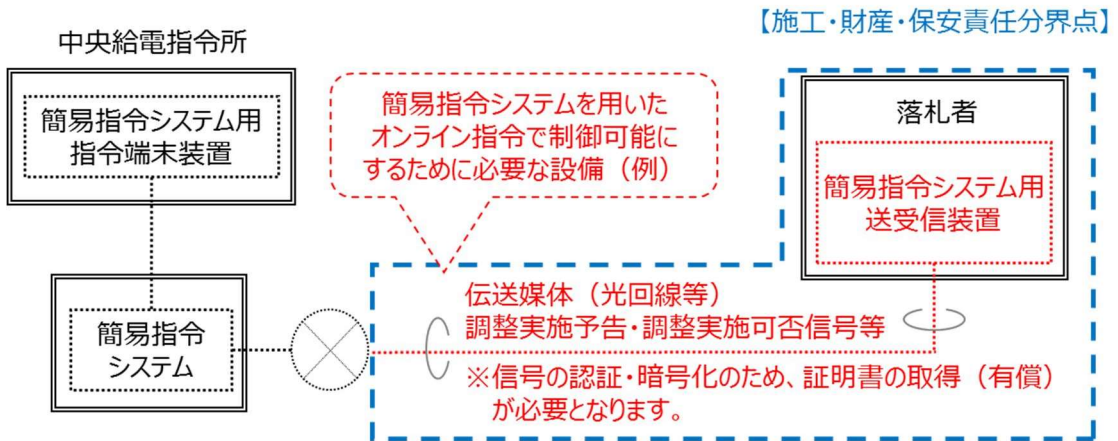 【施工・財産・保安責任分界点】
中央給電指令所
簡易指令システム用
指令端末装置
簡易指令システムを用いた
オンライン指令で制御可能に
するために必要な設備（例）
落札者
簡易指令システム用
送受信装置
簡易指令
システム
伝送媒体（光回線等）
調整実施予告・調整実施可否信号等
※信号の認証・暗号化のため、証明書の取得（有償）
が必要となります。